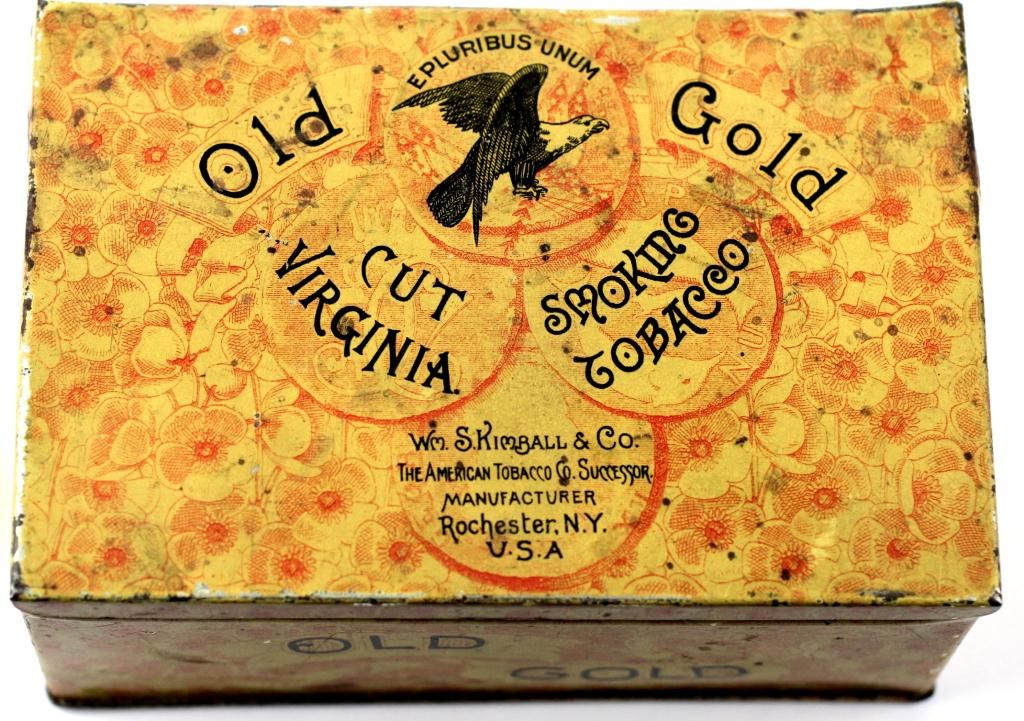 E PLURIBUS UNUM
Old Gold
CUT
VIRGINIA.
SMOKING
TOBACCO
Wm. S. KIMBALL & Co.
THE AMERICAN TOBACCO CO. SUCCESSOR.
MANUFACTURER
Rochester, N.Y.
U.S.A
OLD
GOLD